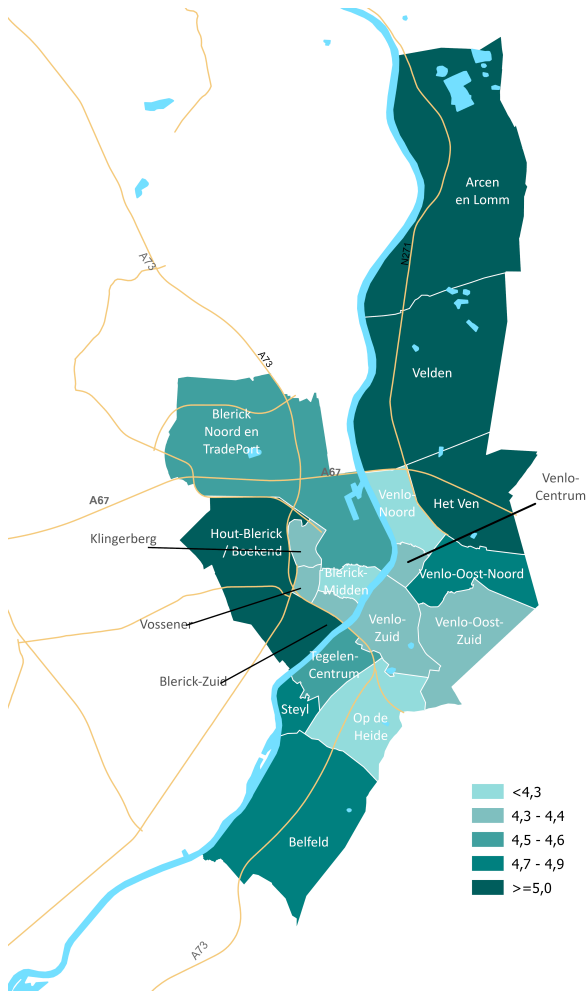 Arcen
en Lomm
A73
N271
A73
Velden
Blerick
Noord en
TradePort
A67
Venlo-
Centrum
Venlo-
Noord
Het Ven
A67
Klingerberg
Hout-Blerick
/ Boekend
Venlo-Oost-Noord
Blerick-
Midden
Vossener
Venlo-
Zuid
Venlo-Oost-
Zuid
Blerick-Zuid
Tegelen-
Centrum
Steyl
Op de
Heide
<4,3
4,3 - 4,4
4,5 - 4,6
4,7 - 4,9
>=5,0
Belfeld
A73